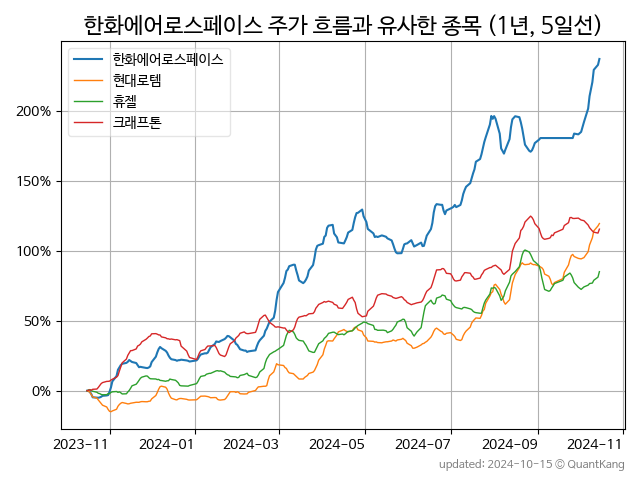 한화에어로스페이스 주가 흐름과 유사한 종목 (1년, 5일선)
한화에어로스페이스
현대로템
휴젤
크래프톤
200%
150%
100%
50%
0%
2023-11
2024-01
2024-03
2024-05
2024-07
2024-09
2024-11
updated: 2024-10-15 © QuantKang